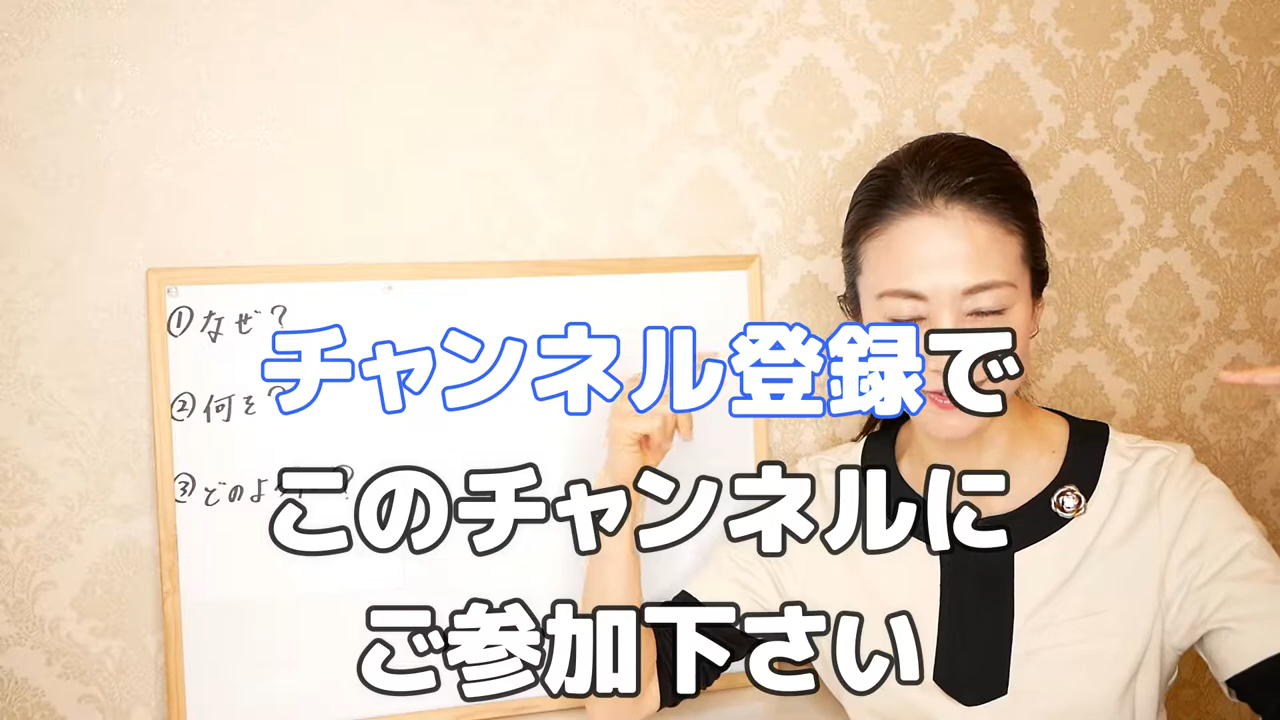 ①なぜ?
②何を?
③どのよ
チャンネル登録で
このチャンネルに
ご参加下さい